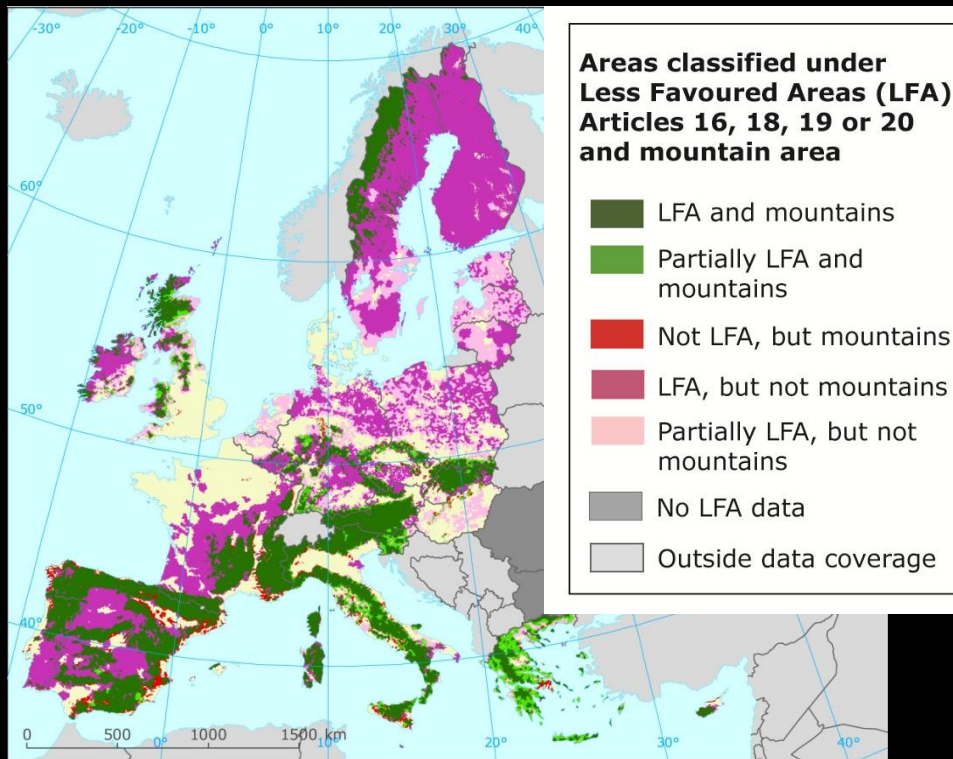 -30°
-20°
-10°
0°
10°
20°
30°
40°
60°
50°
40°
0 500 1000 1500 km
0°
10°
20°
30°
40°
Areas classified under
Less Favoured Areas (LFA)
Articles 16, 18, 19 or 20
and mountain area
LFA and mountains
Partially LFA and
mountains
Not LFA, but mountains
LFA, but not mountains
Partially LFA, but not
mountains
No LFA data
Outside data coverage